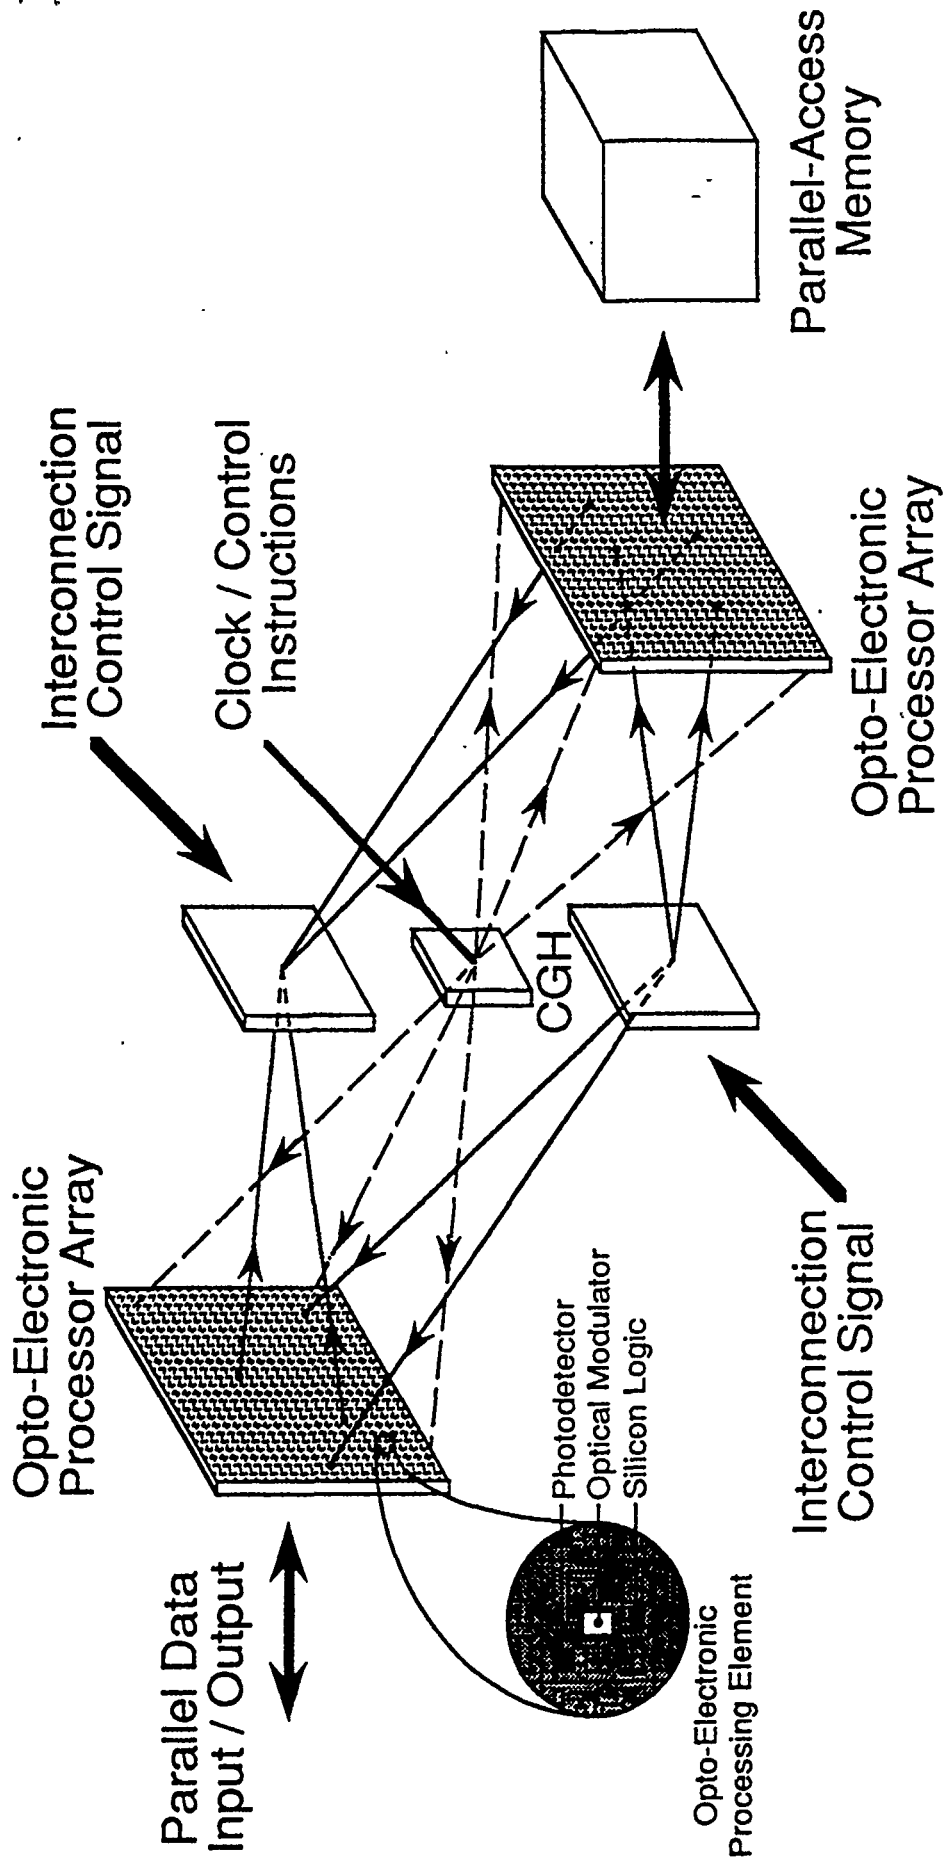 Parallel Data
Input / Output
Opto-Electronic
Processor Array
Interconnection
Control Signal
Clock / Control
Instructions
CGH
Photodetector
Optical Modulator
Silicon Logic
Opto-Electronic
Processing Element
Interconnection
Control Signal
Opto-Electronic
Processor Array
Parallel-Access
Memory